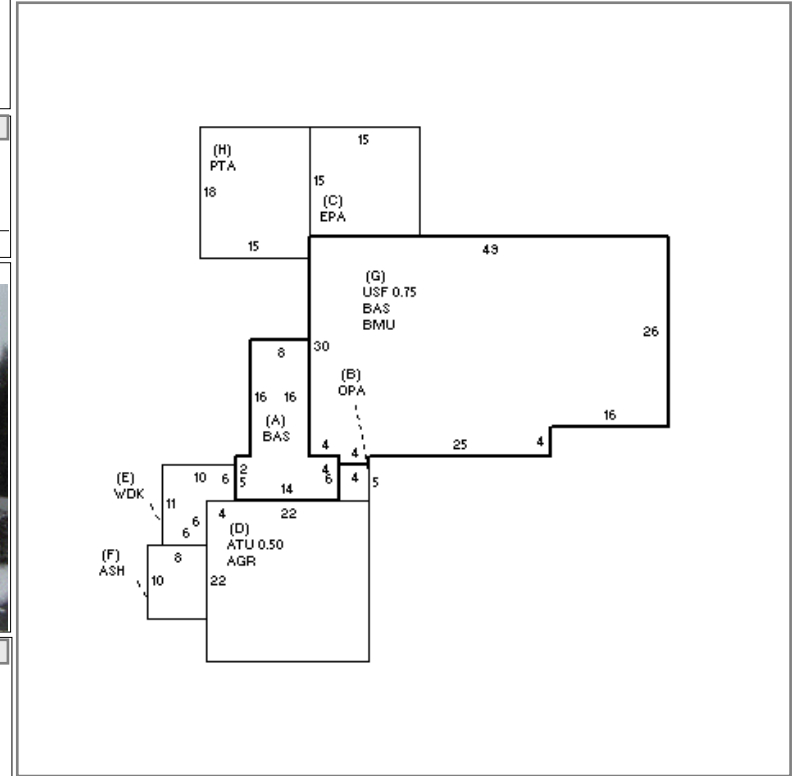 15
(H)
PTA
15
18
(C)
EPA
15
49
(G)
USF 0.75
BAS
BMU
26
30
8
(B)
OPA
16 16
16
(A)
BAS
4
4
25
4
2
4
(E)
WDK
10
6
5
6
4
5
14
11
4
22
6
6
(D)
ATU 0.50
AGR
(F)
ASH
8
10
22